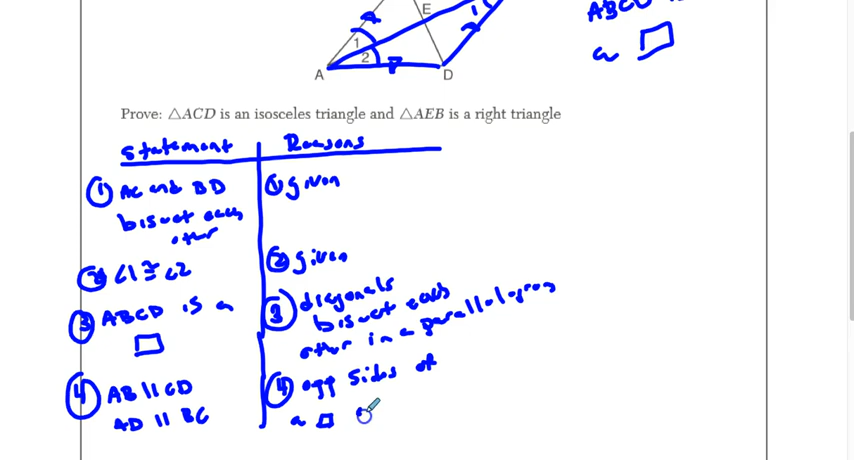 ABCD
a
E
1
1
2
A
D
Prove: △ACD is an isosceles triangle and △AEB is a right triangle
Statement Reasons
① AC and BD ① given
bisect each
other
② ∠1 ≅ ∠2 ② given
③ ABCD is a ③ diagonals
bisect each
other in a parallelogram
④ AB || CD ④ opp sides of
AD || BC a